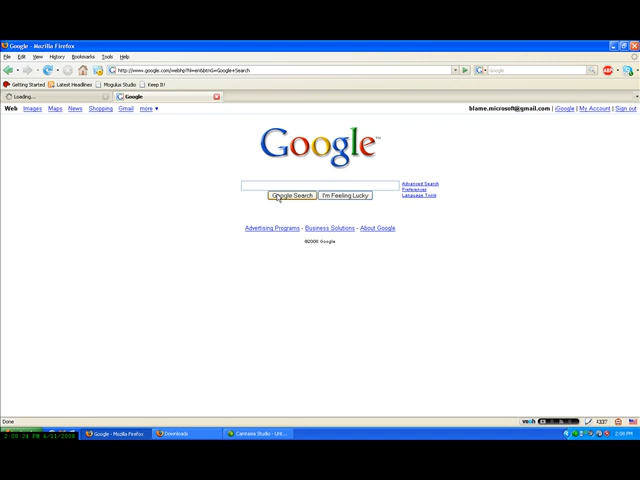 Google - Mozilla Firefox
File Edit View History Bookmarks Tools Help
http://www.google.com/webhp?hl=en&btnG=Google+Search
Google
Getting Started Latest Headlines Mogulus Studio Keep It!
Loading... Google
Web Images Maps News Shopping Gmail more ▼
blame.microsoft@gmail.com | iGoogle | My Account | Sign out
Google™
Advanced Search
Preferences
Language Tools
Google Search I'm Feeling Lucky
Advertising Programs - Business Solutions - About Google
©2008 Google
Done
veoh
2:08:24 PM 6/11/2008 Google - Mozilla Firefox Downloads Camtasia Studio - Unt... 2:08 PM